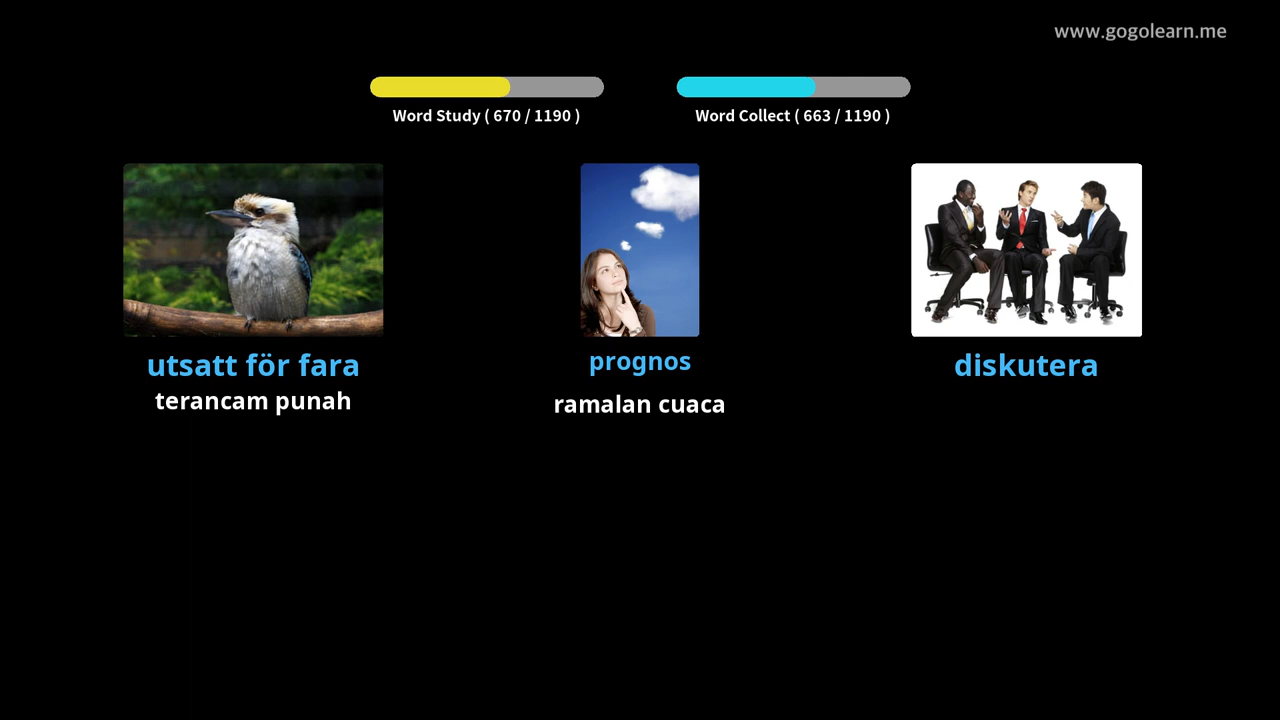 www.gogolearn.me
Word Study ( 670 / 1190 )
Word Collect ( 663 / 1190 )
utsatt för fara
terancam punah
prognos
ramalan cuaca
diskutera